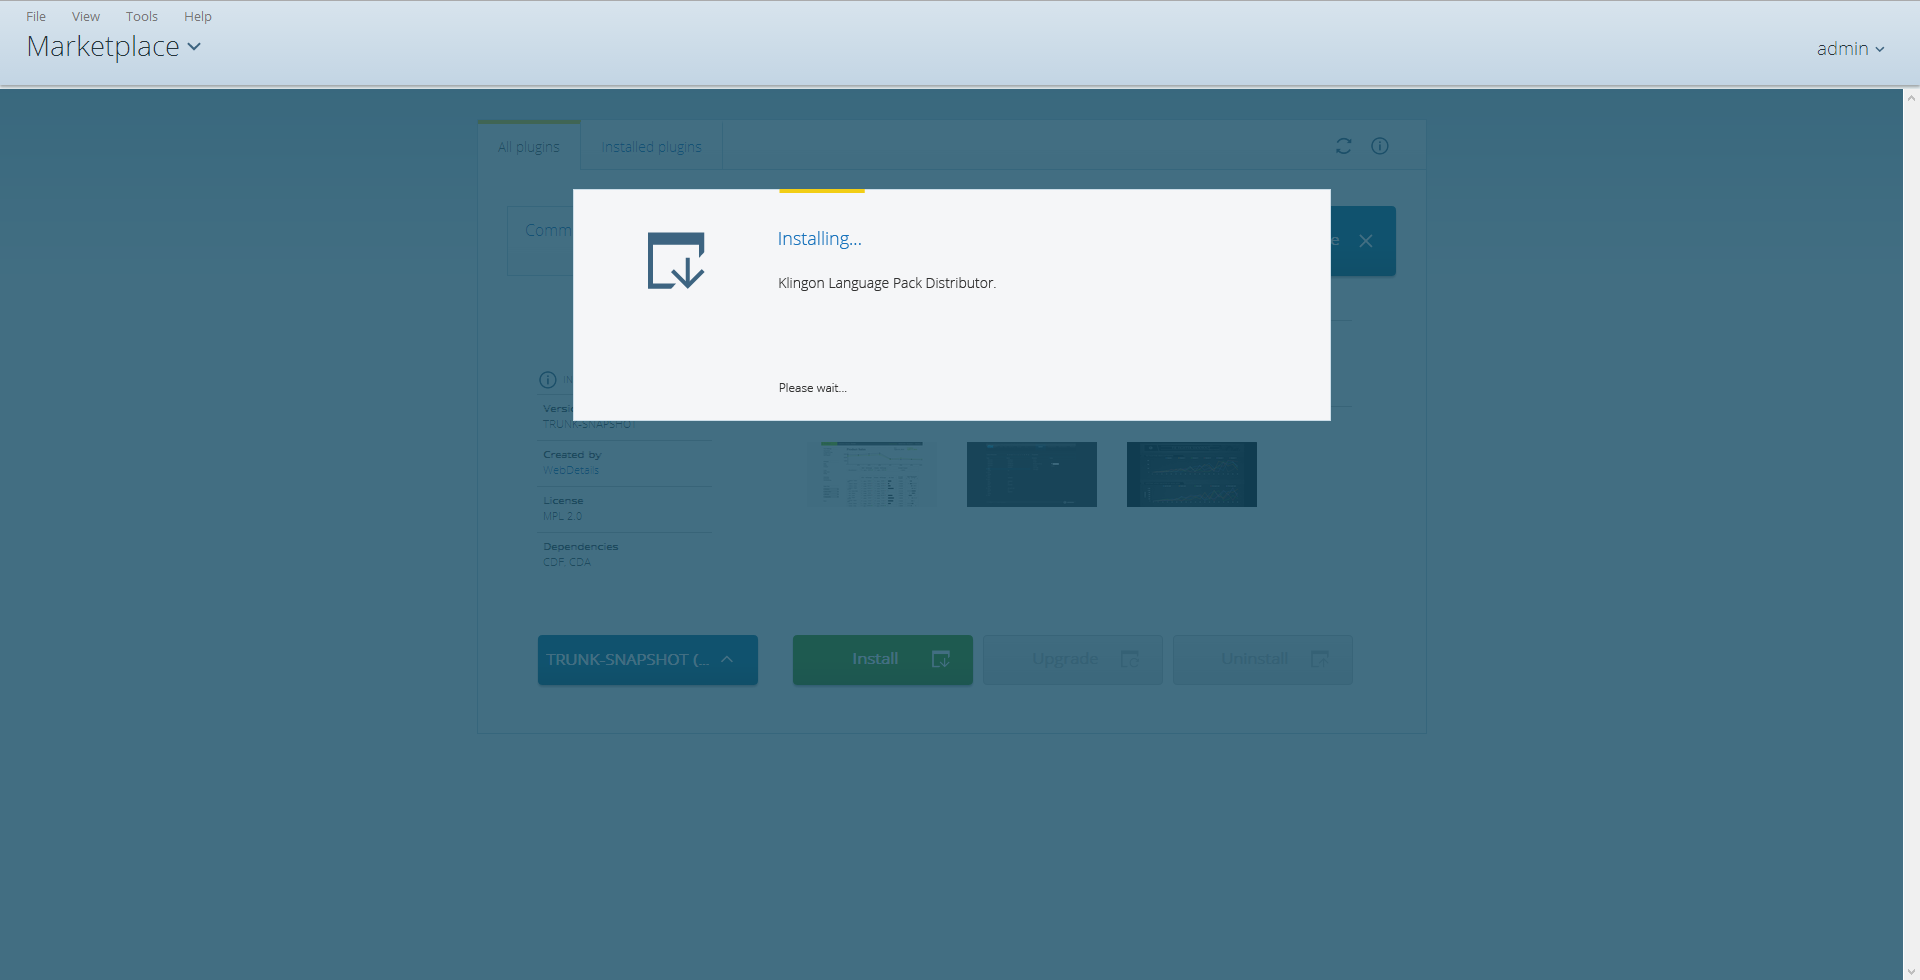 File View Tools Help
Marketplace
admin
All plugins Installed plugins
Installing...
Comm
e
Klingon Language Pack Distributor.
IN
Please wait...
Versi
TRUNK-SNAPSHOT
Created by
WebDetails
License
MPL 2.0
Dependencies
CDF, CDA
TRUNK-SNAPSHOT (... Install Upgrade Uninstall